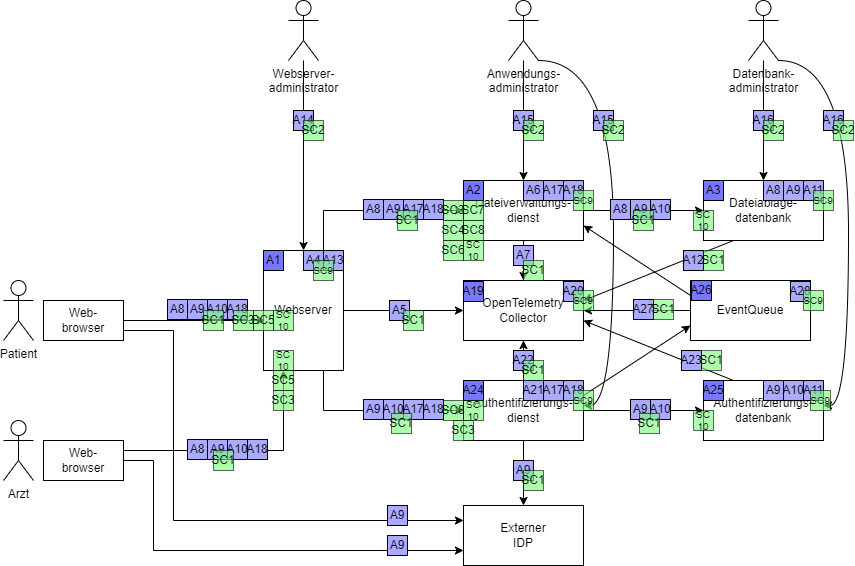 Webserver-
administrator
Anwendungs-
administrator
Datenbank-
administrator
A14
SC2
A15
SC2
A15
SC2
A16
SC2
A16
SC2
A2
A6 A17 A18
SC9
ateiverwaltungs-
dienst
A8 A9 A17 A18
SC1
SC7
SC4 SC8
SC6 SC
10
A8 A9 A10
SC1
SC
10
A3
A8 A9 A11
SC9
Dateiablage-
datenbank
A1
A4 A13
SC9
Webserver
A7
SC1
A12 SC1
Patient
Web-
browser
A8 A9 A10 A18
SC1 SC3 SC5 SC
10
A5
SC1
A19
A20
SC9
OpenTelemetry
Collector
A27 SC1
A26
A28
SC9
EventQueue
SC
10
SC5
SC3
A22
SC1
A23 SC1
A9 A10 A17 A18
SC1
SC
10
SC3
A24
A21 A17 A18
SC9
Authentifizierungs-
dienst
A9 A10
SC1
SC
10
A25
A9 A10 A11
SC9
Authentifizierungs-
datenbank
Arzt
Web-
browser
A8 A9 A10 A18
SC1
A9
SC1
A9
A9
Externer
IDP